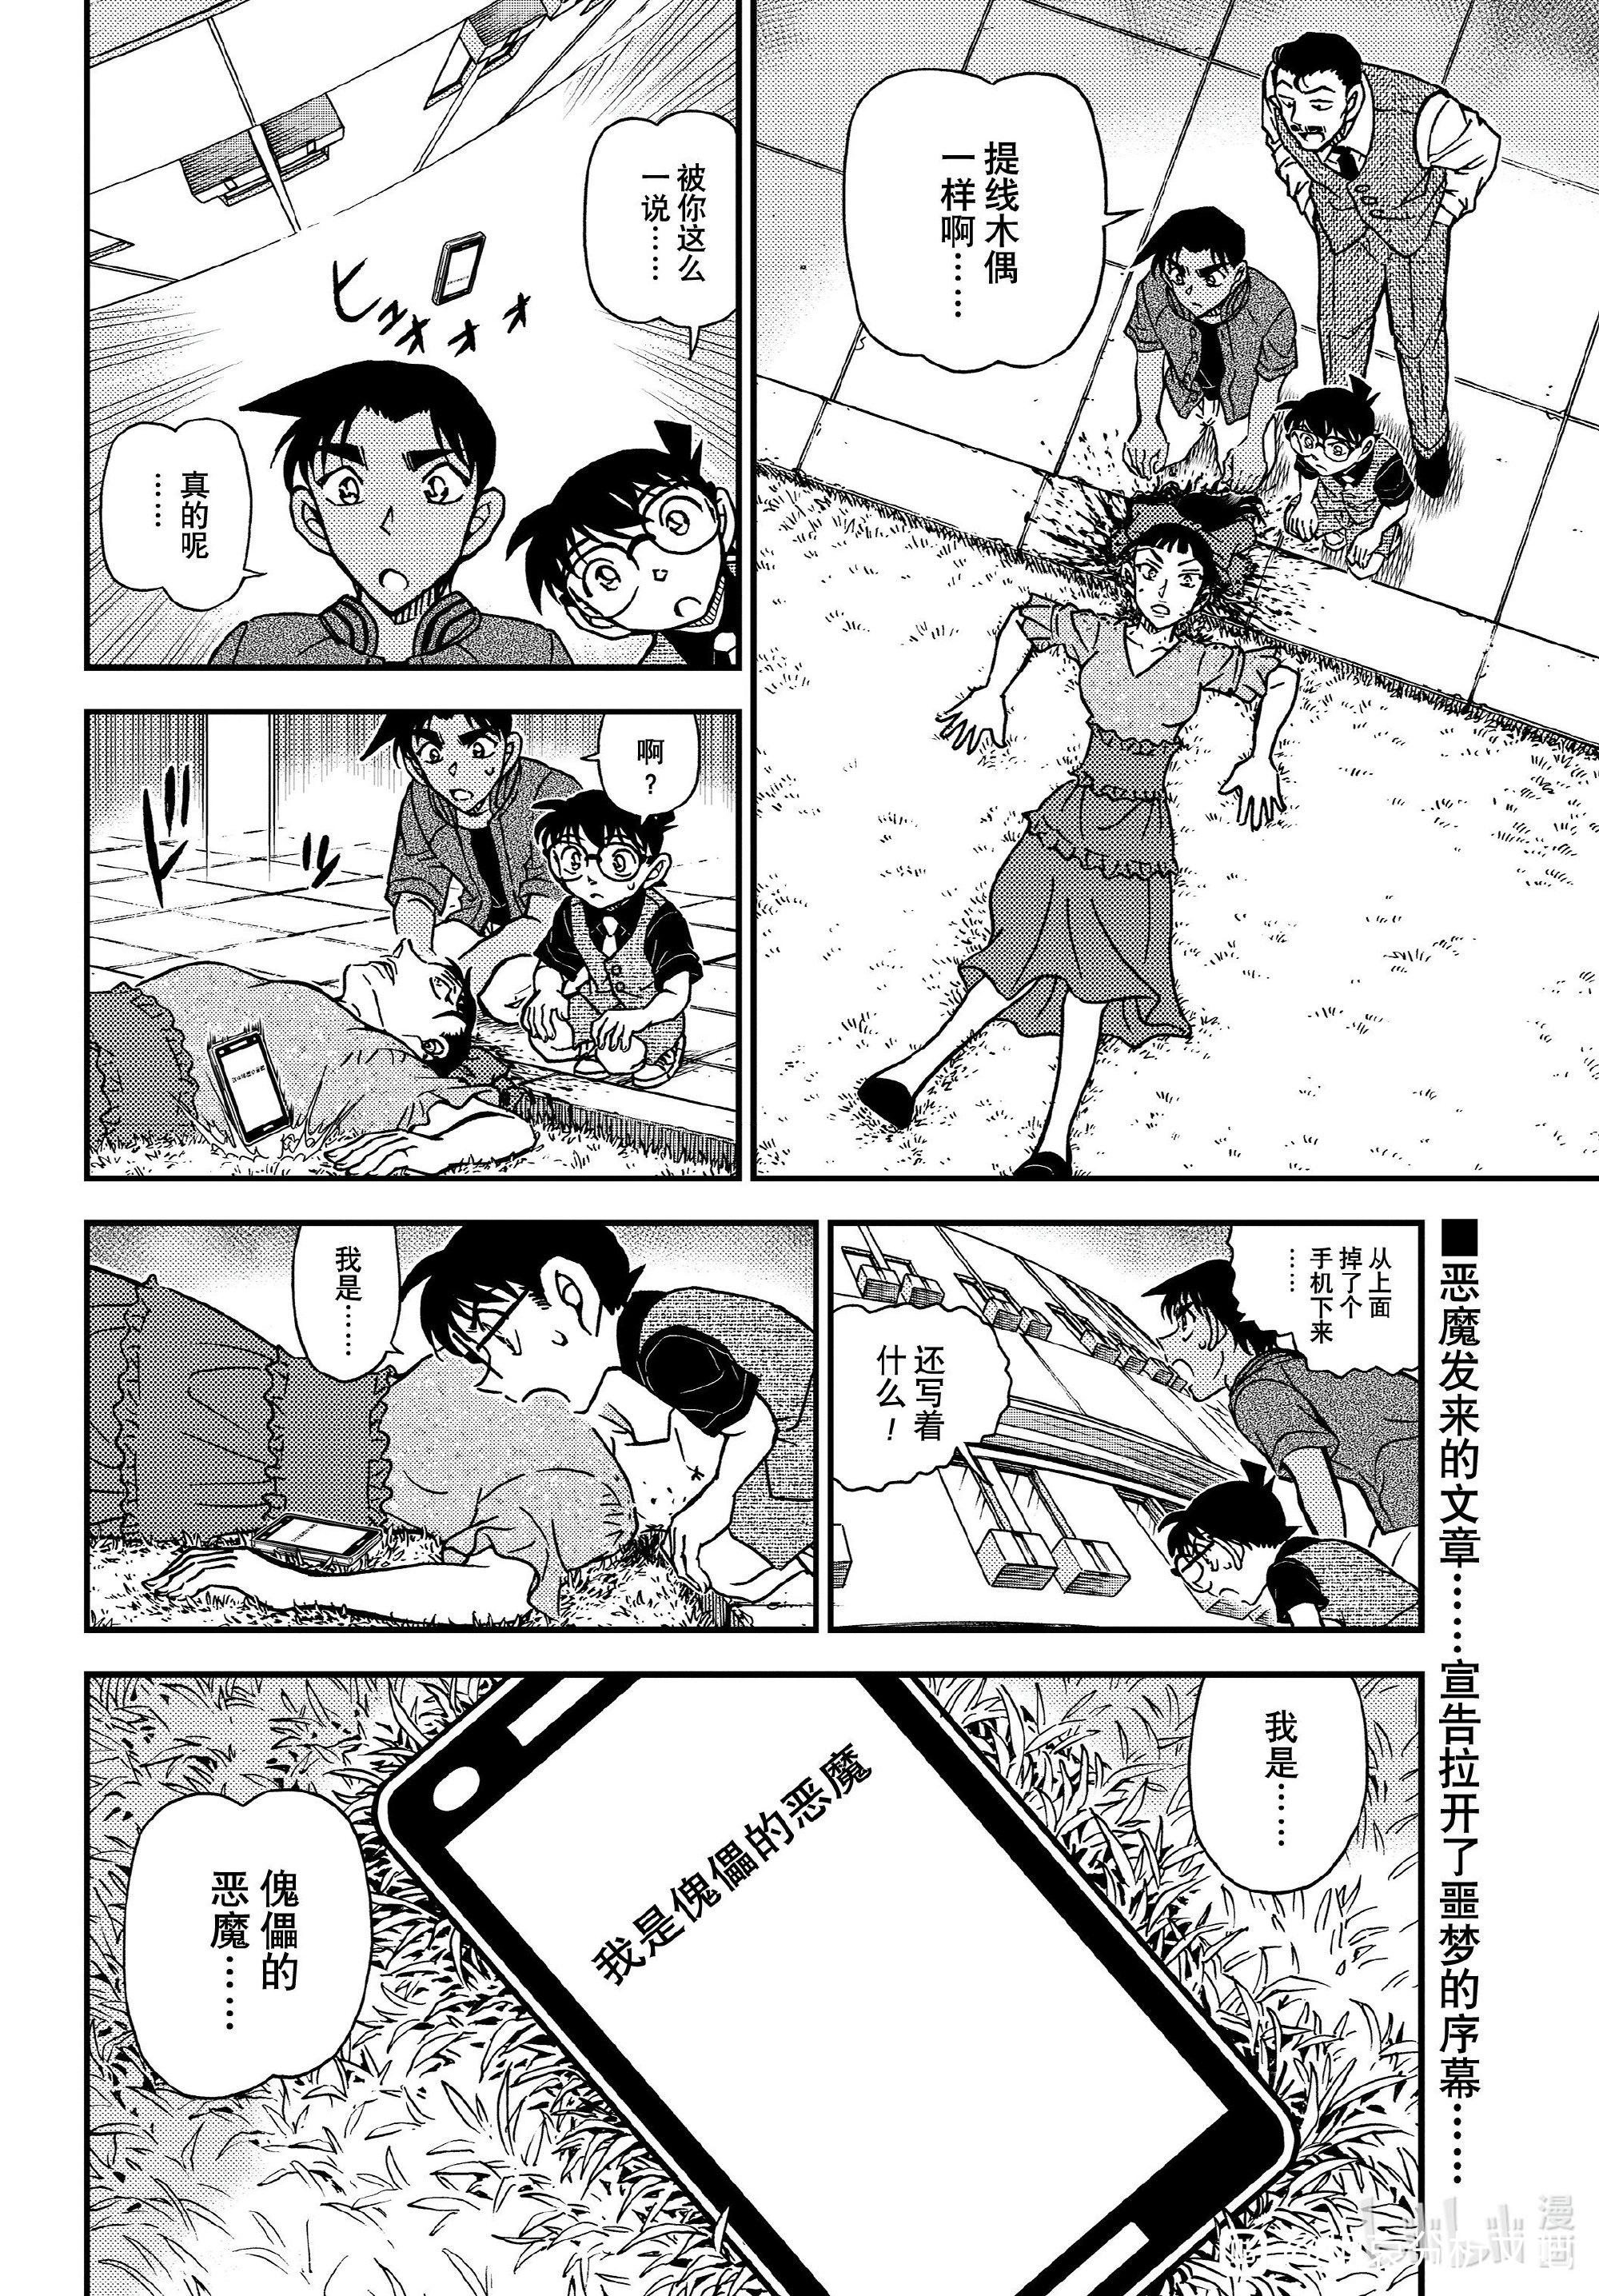 提线木偶
一样啊……
被你这么
一说……
ヒュオオオ
真的呢
……
啊?
ドッ
从上面
掉了个
手机下来
……
还写着
什么!
我是……
■恶魔发来的文章……宣告拉开了噩梦的序幕……
我是……
我是傀儡的恶魔
傀儡的
恶魔……
漫画